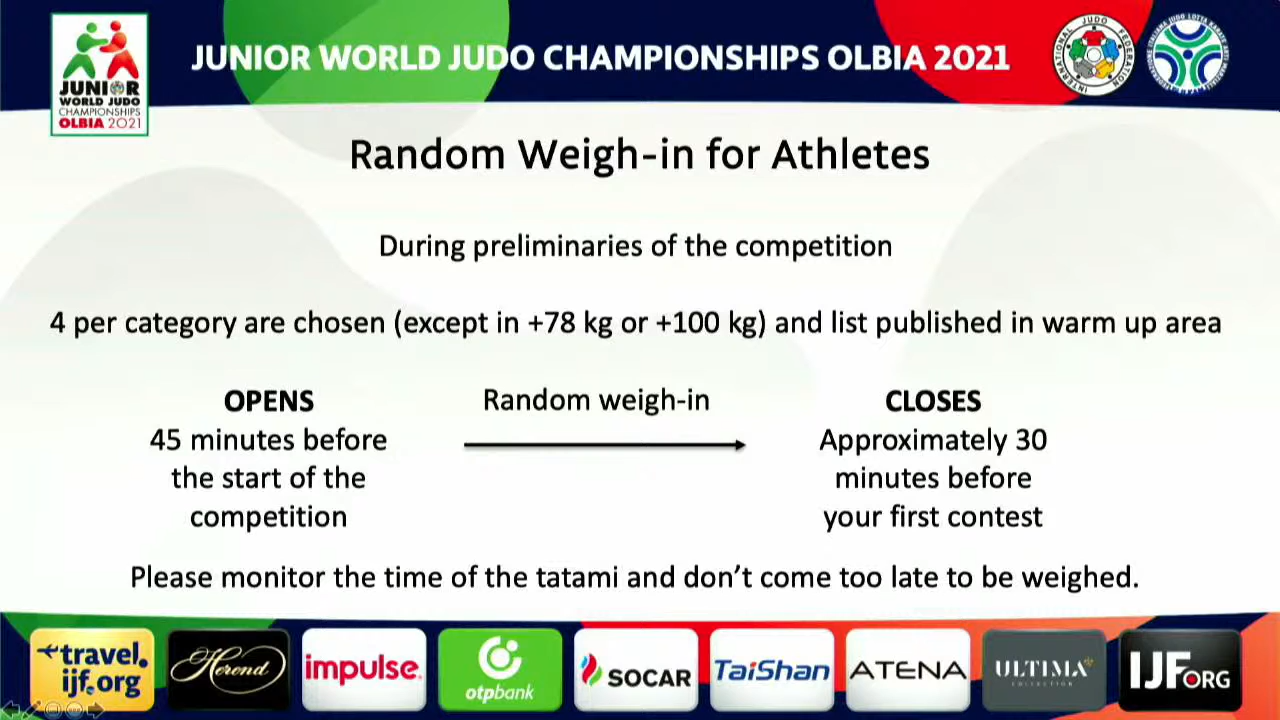 JUNIOR
WORLD JUDO
CHAMPIONSHIPS
OLBIA 2021
JUNIOR WORLD JUDO CHAMPIONSHIPS OLBIA 2021
INTERNATIONAL JUDO FEDERATION
Random Weigh-in for Athletes
During preliminaries of the competition
4 per category are chosen (except in +78 kg or +100 kg) and list published in warm up area
OPENS
45 minutes before
the start of the
competition
Random weigh-in
CLOSES
Approximately 30
minutes before
your first contest
Please monitor the time of the tatami and don’t come too late to be weighed.
travel.
ijf.org
Herend
impulse
otpbank
SOCAR
TaiShan
ATENA
ULTIMA
COLLECTION
IJF.ORG